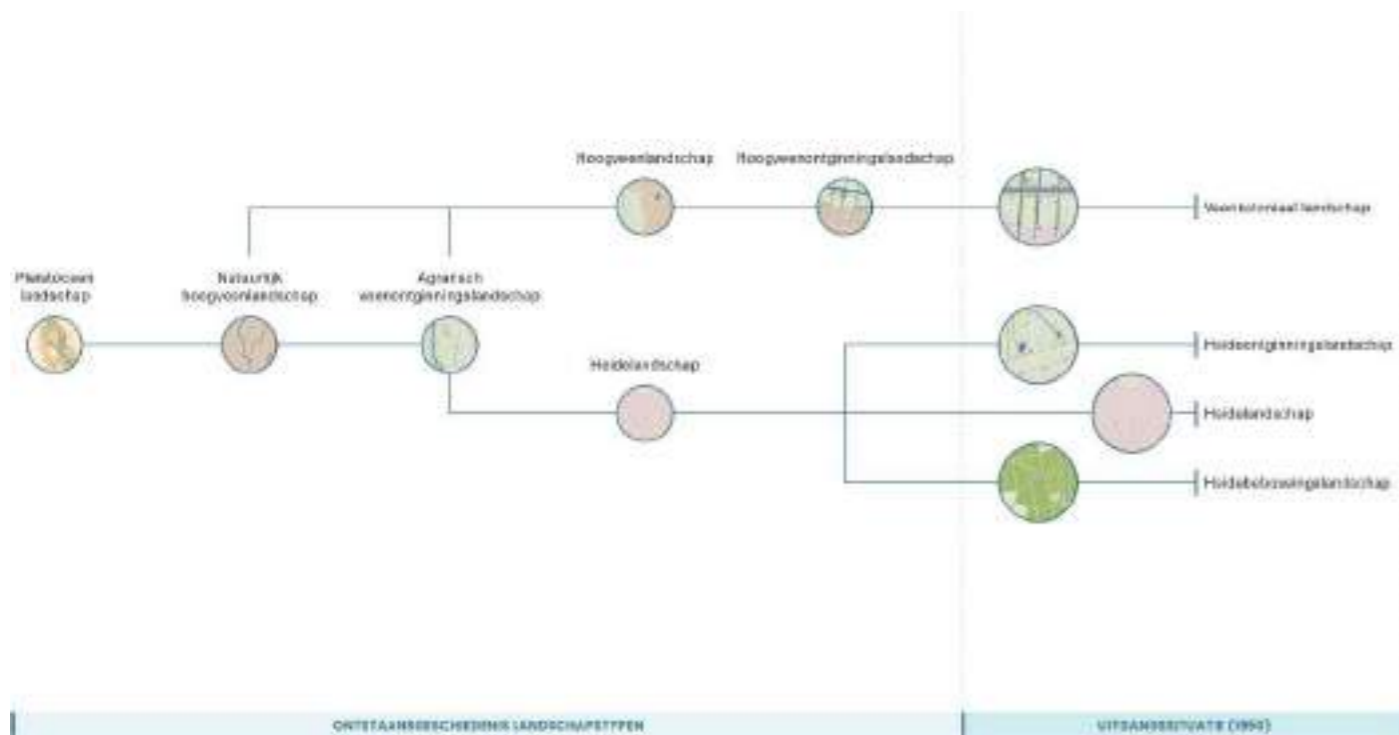 Hoogveenlandschap
Hoogveenontginningslandschap
Veenkoloniaal landschap
Pleistoceen
landschap
Natuurlijk
hoogveenlandschap
Agrarisch
veenontginningslandschap
Heideontginningslandschap
Heidelandschap
Heidelandschap
Heidebebossingslandschap
ONTSTAANSGESCHIEDENIS LANDSCHAPSTYPEN
UITGANGSSITUATIE (1950)